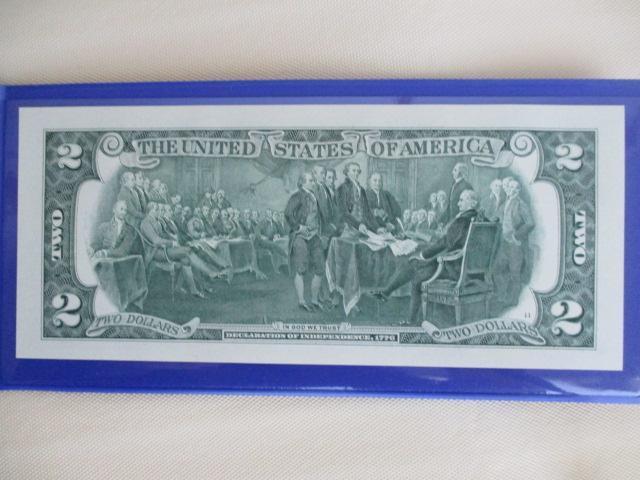 THE UNITED STATES OF AMERICA
2
2
TWO
TWO
2
2
TWO DOLLARS
IN GOD WE TRUST
TWO DOLLARS
11
DECLARATION OF INDEPENDENCE, 1776